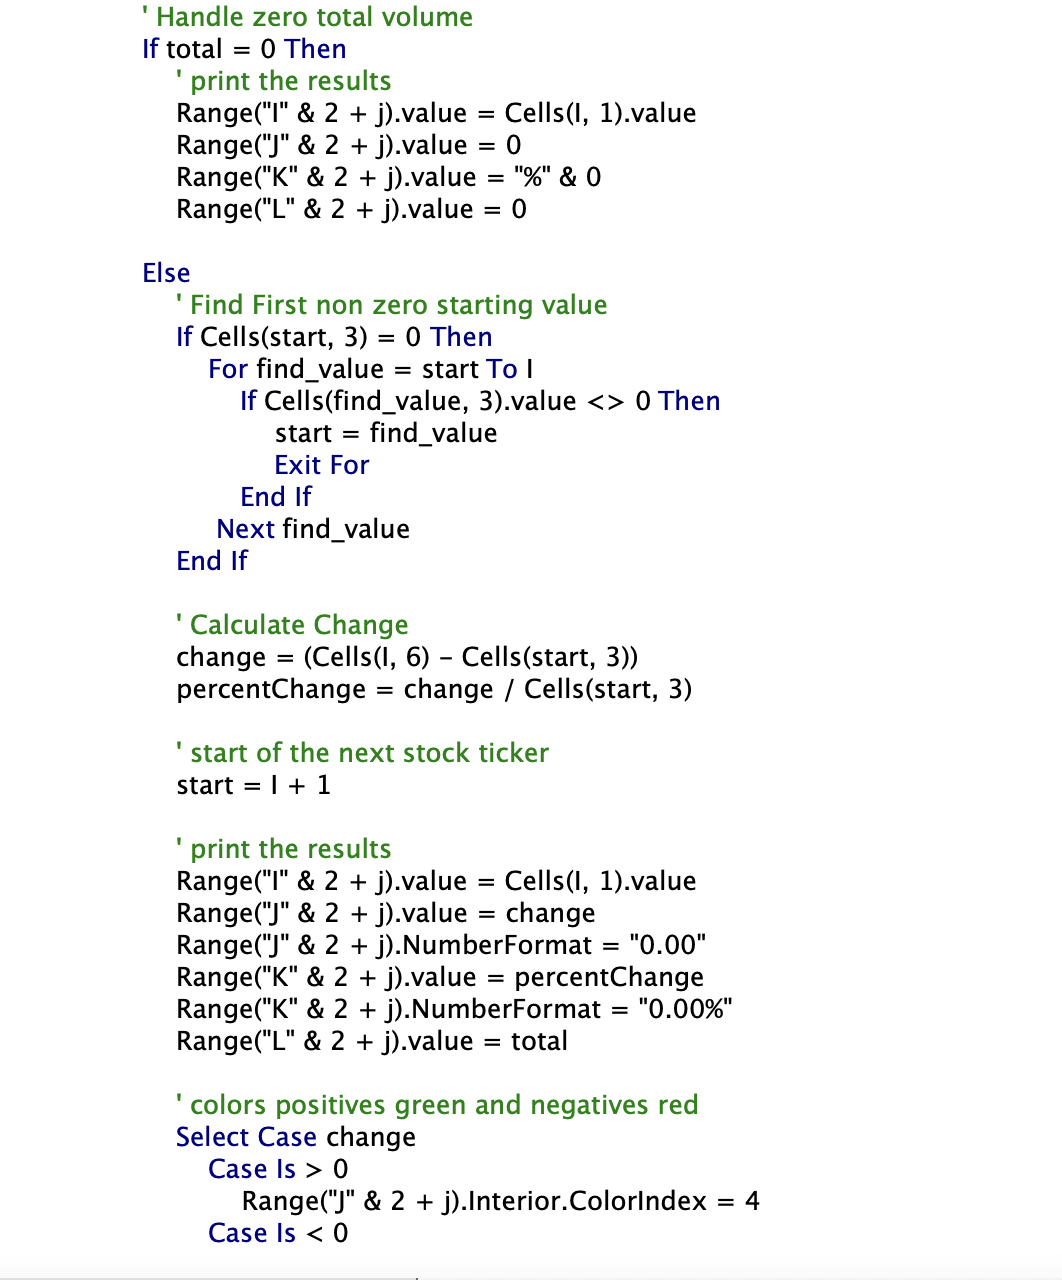 ' Handle zero total volume
If total = 0 Then
' print the results
Range("I" & 2 + j).value = Cells(I, 1).value
Range("J" & 2 + j).value = 0
Range("K" & 2 + j).value = "%" & 0
Range("L" & 2 + j).value = 0
Else
' Find First non zero starting value
If Cells(start, 3) = 0 Then
For find_value = start To I
If Cells(find_value, 3).value <> 0 Then
start = find_value
Exit For
End If
Next find_value
End If
' Calculate Change
change = (Cells(I, 6) - Cells(start, 3))
percentChange = change / Cells(start, 3)
' start of the next stock ticker
start = I + 1
' print the results
Range("I" & 2 + j).value = Cells(I, 1).value
Range("J" & 2 + j).value = change
Range("J" & 2 + j).NumberFormat = "0.00"
Range("K" & 2 + j).value = percentChange
Range("K" & 2 + j).NumberFormat = "0.00%"
Range("L" & 2 + j).value = total
' colors positives green and negatives red
Select Case change
Case Is > 0
Range("J" & 2 + j).Interior.ColorIndex = 4
Case Is < 0